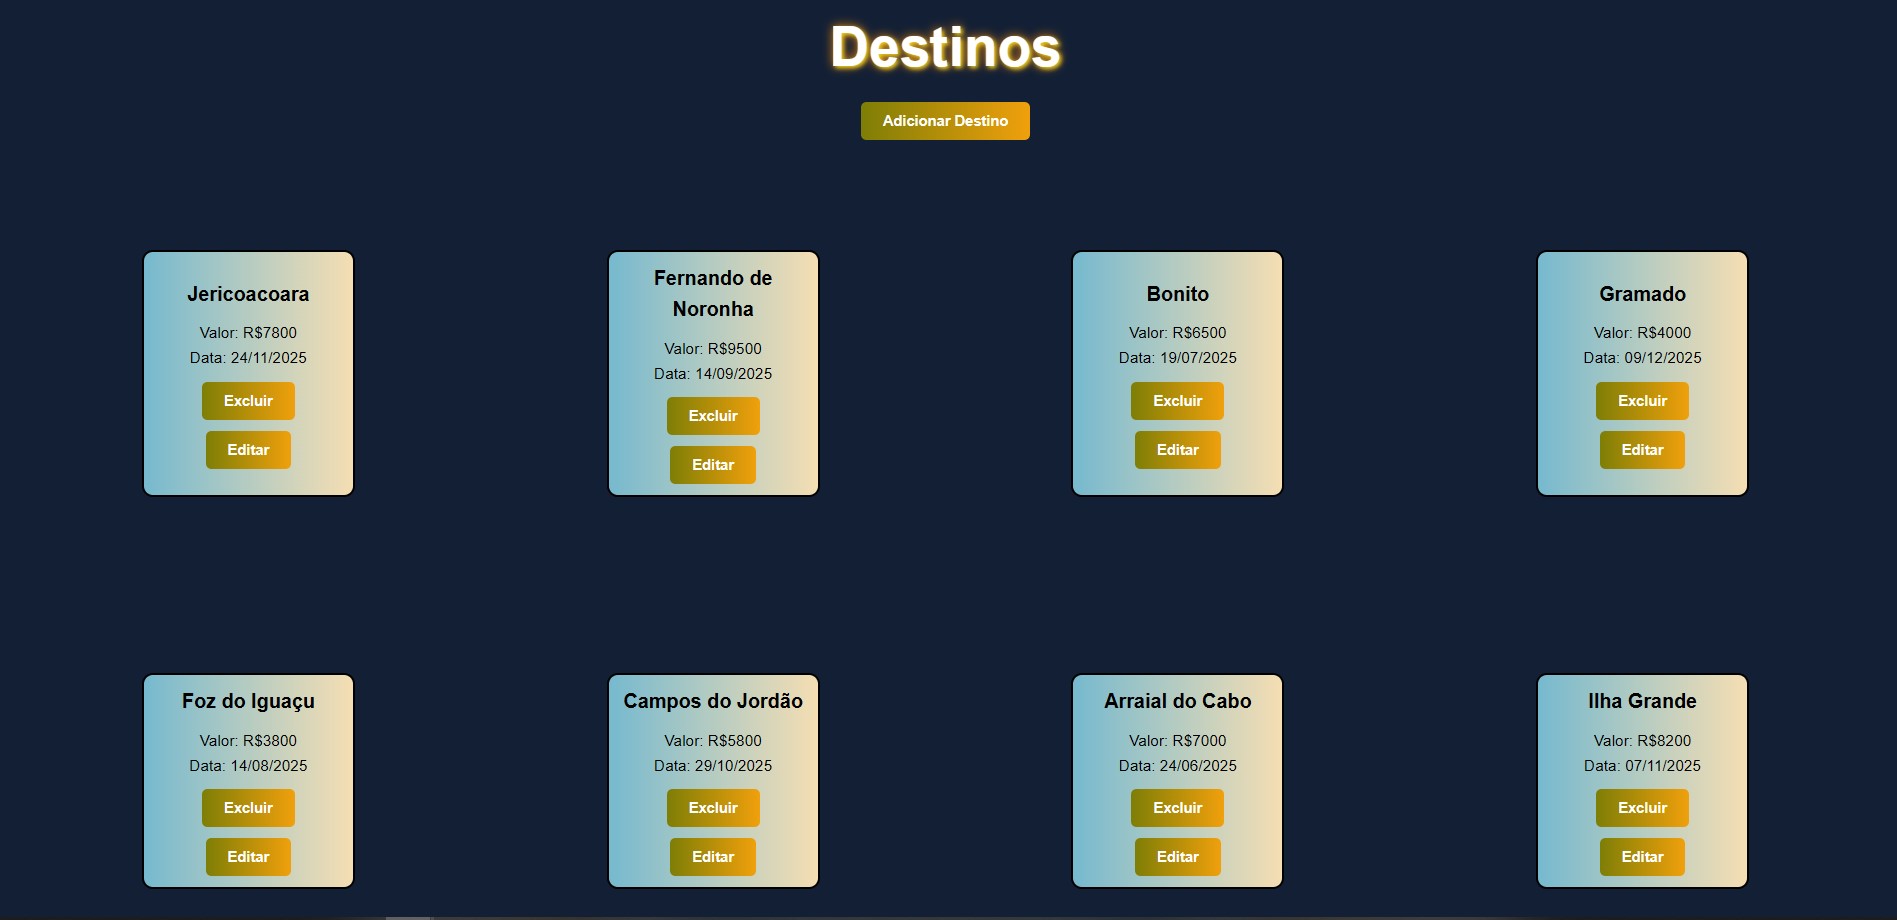 Destinos
Adicionar Destino
Jericoacoara
Valor: R$7800
Data: 24/11/2025
Excluir
Editar
Fernando de
Noronha
Valor: R$9500
Data: 14/09/2025
Excluir
Editar
Bonito
Valor: R$6500
Data: 19/07/2025
Excluir
Editar
Gramado
Valor: R$4000
Data: 09/12/2025
Excluir
Editar
Foz do Iguaçu
Valor: R$3800
Data: 14/08/2025
Excluir
Editar
Campos do Jordão
Valor: R$5800
Data: 29/10/2025
Excluir
Editar
Arraial do Cabo
Valor: R$7000
Data: 24/06/2025
Excluir
Editar
Ilha Grande
Valor: R$8200
Data: 07/11/2025
Excluir
Editar